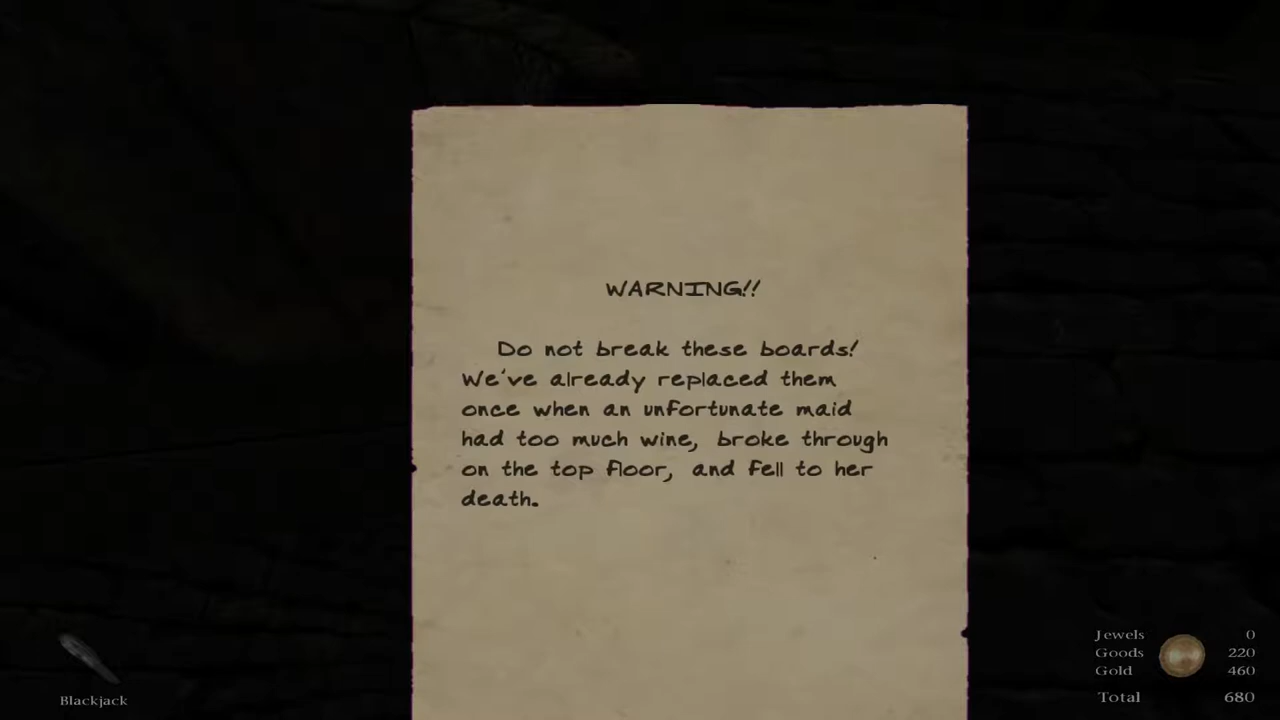 WARNING!!
Do not break these boards!
We've already replaced them
once when an unfortunate maid
had too much wine, broke through
on the top floor, and fell to her
death.
Blackjack
Jewels 0
Goods 220
Gold 460
Total 680